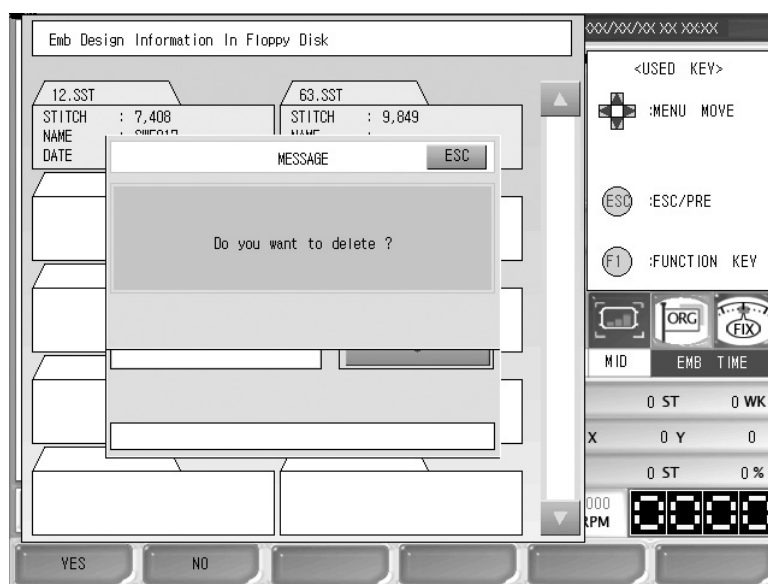 Emb Design Information In Floppy Disk
12.SST
STITCH : 7,408
NAME
DATE
63.SST
STITCH : 9,849
MESSAGE
ESC
Do you want to delete ?
<USED KEY>
:MENU MOVE
ESC :ESC/PRE
F1 :FUNCTION KEY
ORG
FIX
MID
EMB TIME
0 ST 0 WK
X 0 Y 0
0 ST 0 %
YES
NO